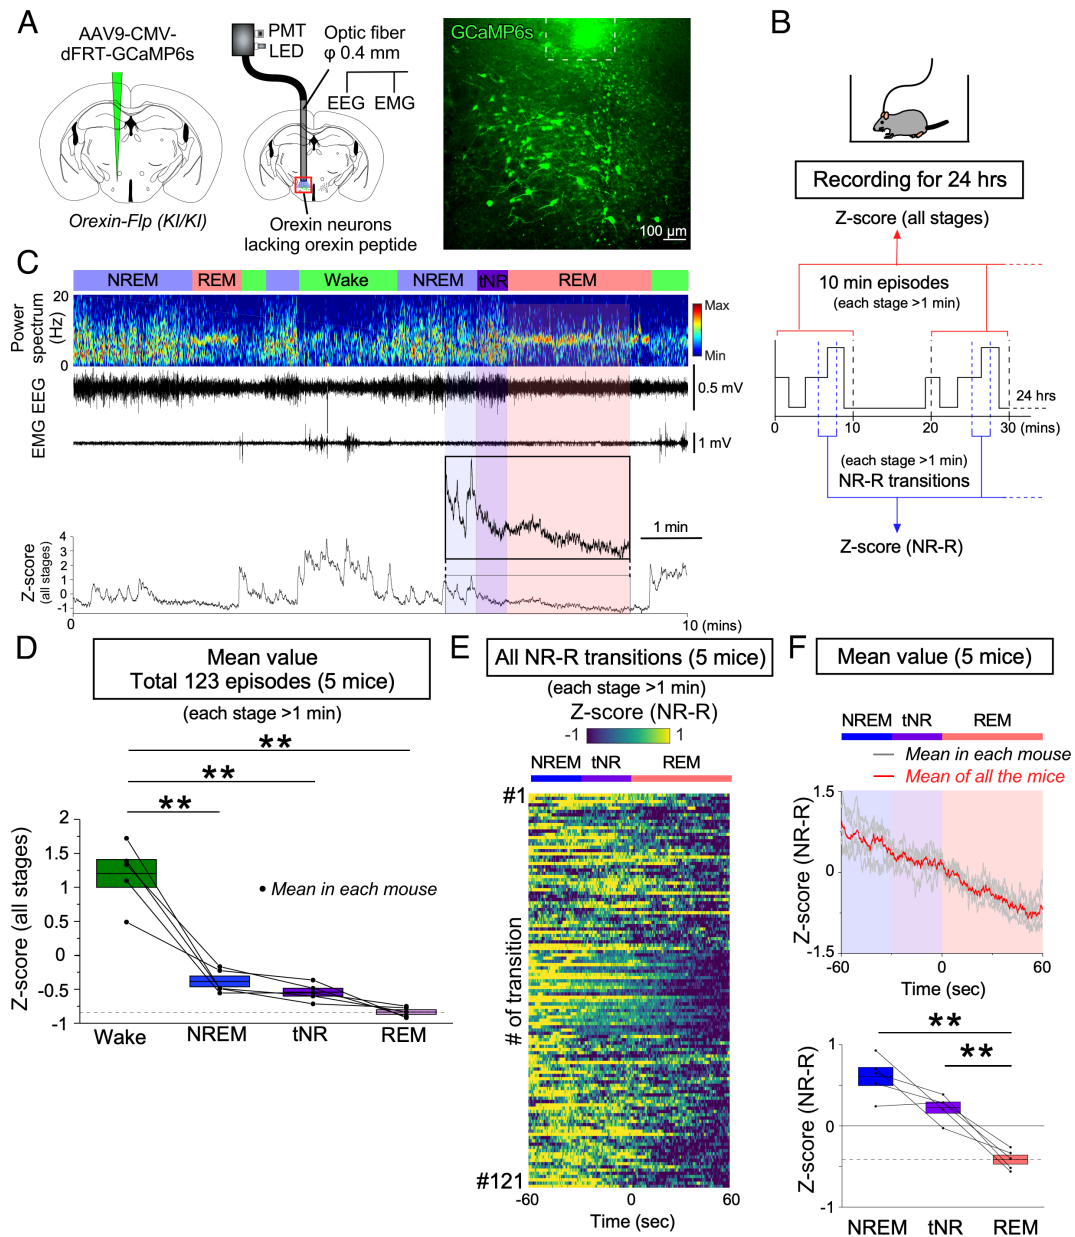 A
AAV9-CMV-
dFRT-GCaMP6s
Orexin-Flp (KI/KI)
PMT
LED
Optic fiber
φ 0.4 mm
EEG EMG
Orexin neurons
lacking orexin peptide
GCaMP6s
100 µm
B
Recording for 24 hrs
Z-score (all stages)
10 min episodes
(each stage >1 min)
24 hrs
0 10 20 30 (mins)
(each stage >1 min)
NR-R transitions
Z-score (NR-R)
C
NREM REM Wake NREM tNR REM
Power
spectrum
(Hz)
20
0
Max
Min
EEG
0.5 mV
EMG
1 mV
1 min
Z-score
(all stages)
4
3
2
1
0
-1
0 10 (mins)
D
Mean value
Total 123 episodes (5 mice)
(each stage >1 min)
**
**
**
Mean in each mouse
Z-score (all stages)
2
1.5
1
0.5
0
-0.5
-1
Wake NREM tNR REM
E
All NR-R transitions (5 mice)
(each stage >1 min)
Z-score (NR-R)
-1 1
NREM tNR REM
#1
# of transition
#121
-60 0 60
Time (sec)
F
Mean value (5 mice)
NREM tNR REM
Mean in each mouse
Mean of all the mice
Z-score (NR-R)
1.5
0
-1.5
-60 0 60
Time (sec)
**
**
Z-score (NR-R)
1
0
-1
NREM tNR REM